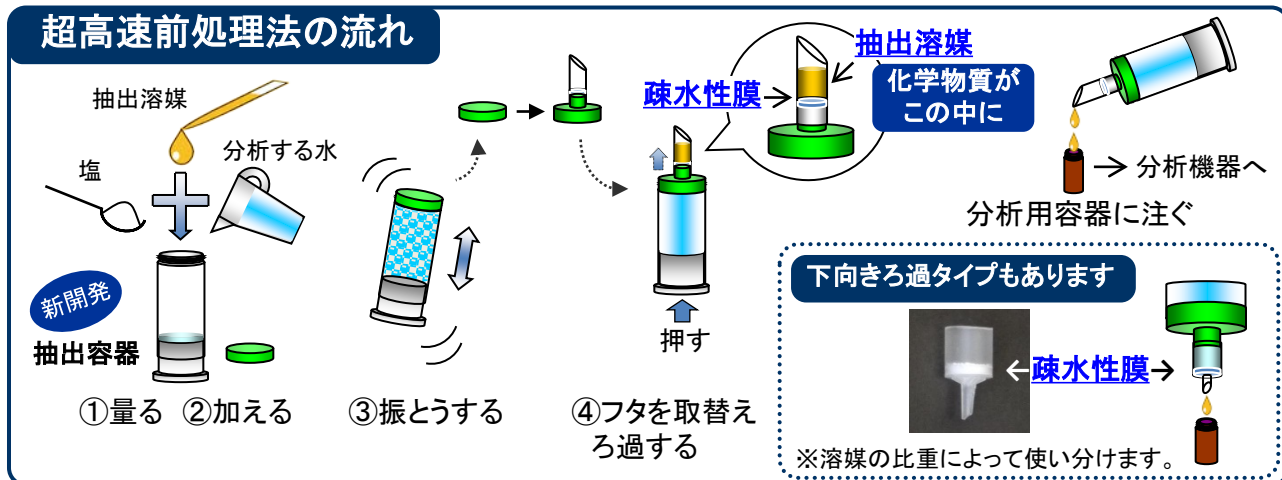 超高速前処理法の流れ
抽出溶媒
塩
分析する水
新開発
抽出容器
①量る ②加える
③振とうする
押す
④フタを取替え
ろ過する
疎水性膜
抽出溶媒
化学物質が
この中に
分析機器へ
分析用容器に注ぐ
下向きろ過タイプもあります
疎水性膜
※溶媒の比重によって使い分けます。